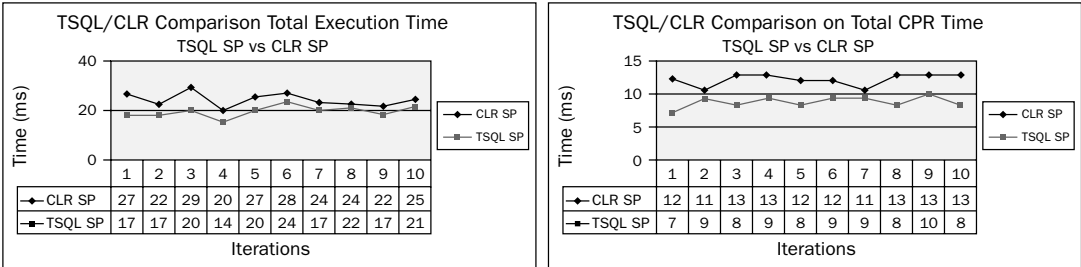 TSQL/CLR Comparison Total Execution Time
TSQL SP vs CLR SP
40
20
0
Time (ms)
CLR SP
TSQL SP
1 2 3 4 5 6 7 8 9 10
CLR SP 27 22 29 20 27 28 24 24 22 25
TSQL SP 17 17 20 14 20 24 17 22 17 21
Iterations
TSQL/CLR Comparison on Total CPR Time
TSQL SP vs CLR SP
15
10
5
0
Time (ms)
CLR SP
TSQL SP
1 2 3 4 5 6 7 8 9 10
CLR SP 12 11 13 13 12 12 11 13 13 13
TSQL SP 7 9 8 9 8 9 9 8 10 8
Iterations